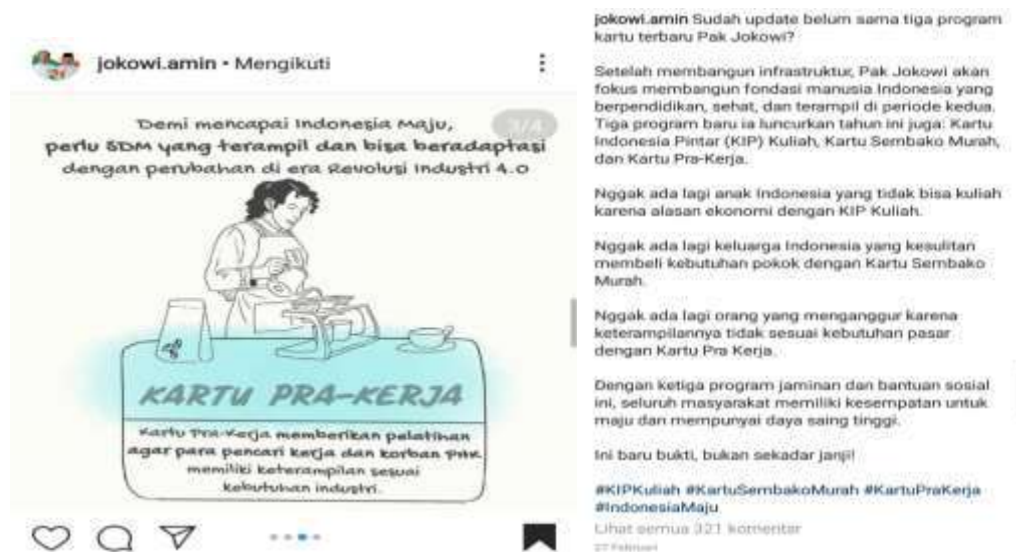 jokowi.amin • Mengikuti
3/4
Demi mencapai Indonesia Maju,
perlu SDM yang terampil dan bisa beradaptasi
dengan perubahan di era Revolusi Industri 4.0
KARTU PRA-KERJA
Kartu Pra-Kerja memberikan pelatihan
agar para pencari kerja dan korban PHK
memiliki keterampilan sesuai
kebutuhan industri.
jokowi.amin Sudah update belum sama tiga program
kartu terbaru Pak Jokowi?
Setelah membangun infrastruktur, Pak Jokowi akan
fokus membangun fondasi manusia Indonesia yang
berpendidikan, sehat, dan terampil di periode kedua.
Tiga program baru ia luncurkan tahun ini juga: Kartu
Indonesia Pintar (KIP) Kuliah, Kartu Sembako Murah,
dan Kartu Pra-Kerja.
Nggak ada lagi anak Indonesia yang tidak bisa kuliah
karena alasan ekonomi dengan KIP Kuliah.
Nggak ada lagi keluarga Indonesia yang kesulitan
membeli kebutuhan pokok dengan Kartu Sembako
Murah.
Nggak ada lagi orang yang menganggur karena
keterampilannya tidak sesuai kebutuhan pasar
dengan Kartu Pra Kerja.
Dengan ketiga program jaminan dan bantuan sosial
ini, seluruh masyarakat memiliki kesempatan untuk
maju dan mempunyai daya saing tinggi.
Ini baru bukti, bukan sekadar janji!
#KIPKuliah #KartuSembakoMurah #KartuPraKerja
#IndonesiaMaju
Lihat semua 321 komentar
27 Februari